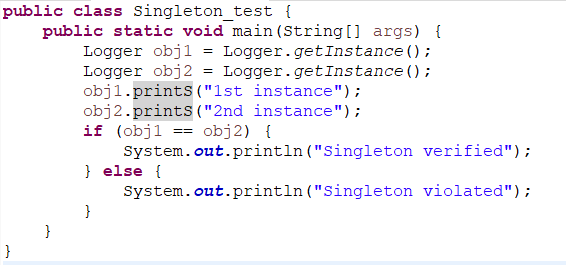 public class Singleton_test {
    public static void main(String[] args) {
        Logger obj1 = Logger.getInstance();
        Logger obj2 = Logger.getInstance();
        obj1.printS("1st instance");
        obj2.printS("2nd instance");
        if (obj1 == obj2) {
            System.out.println("Singleton verified");
        } else {
            System.out.println("Singleton violated");
        }
    }
}